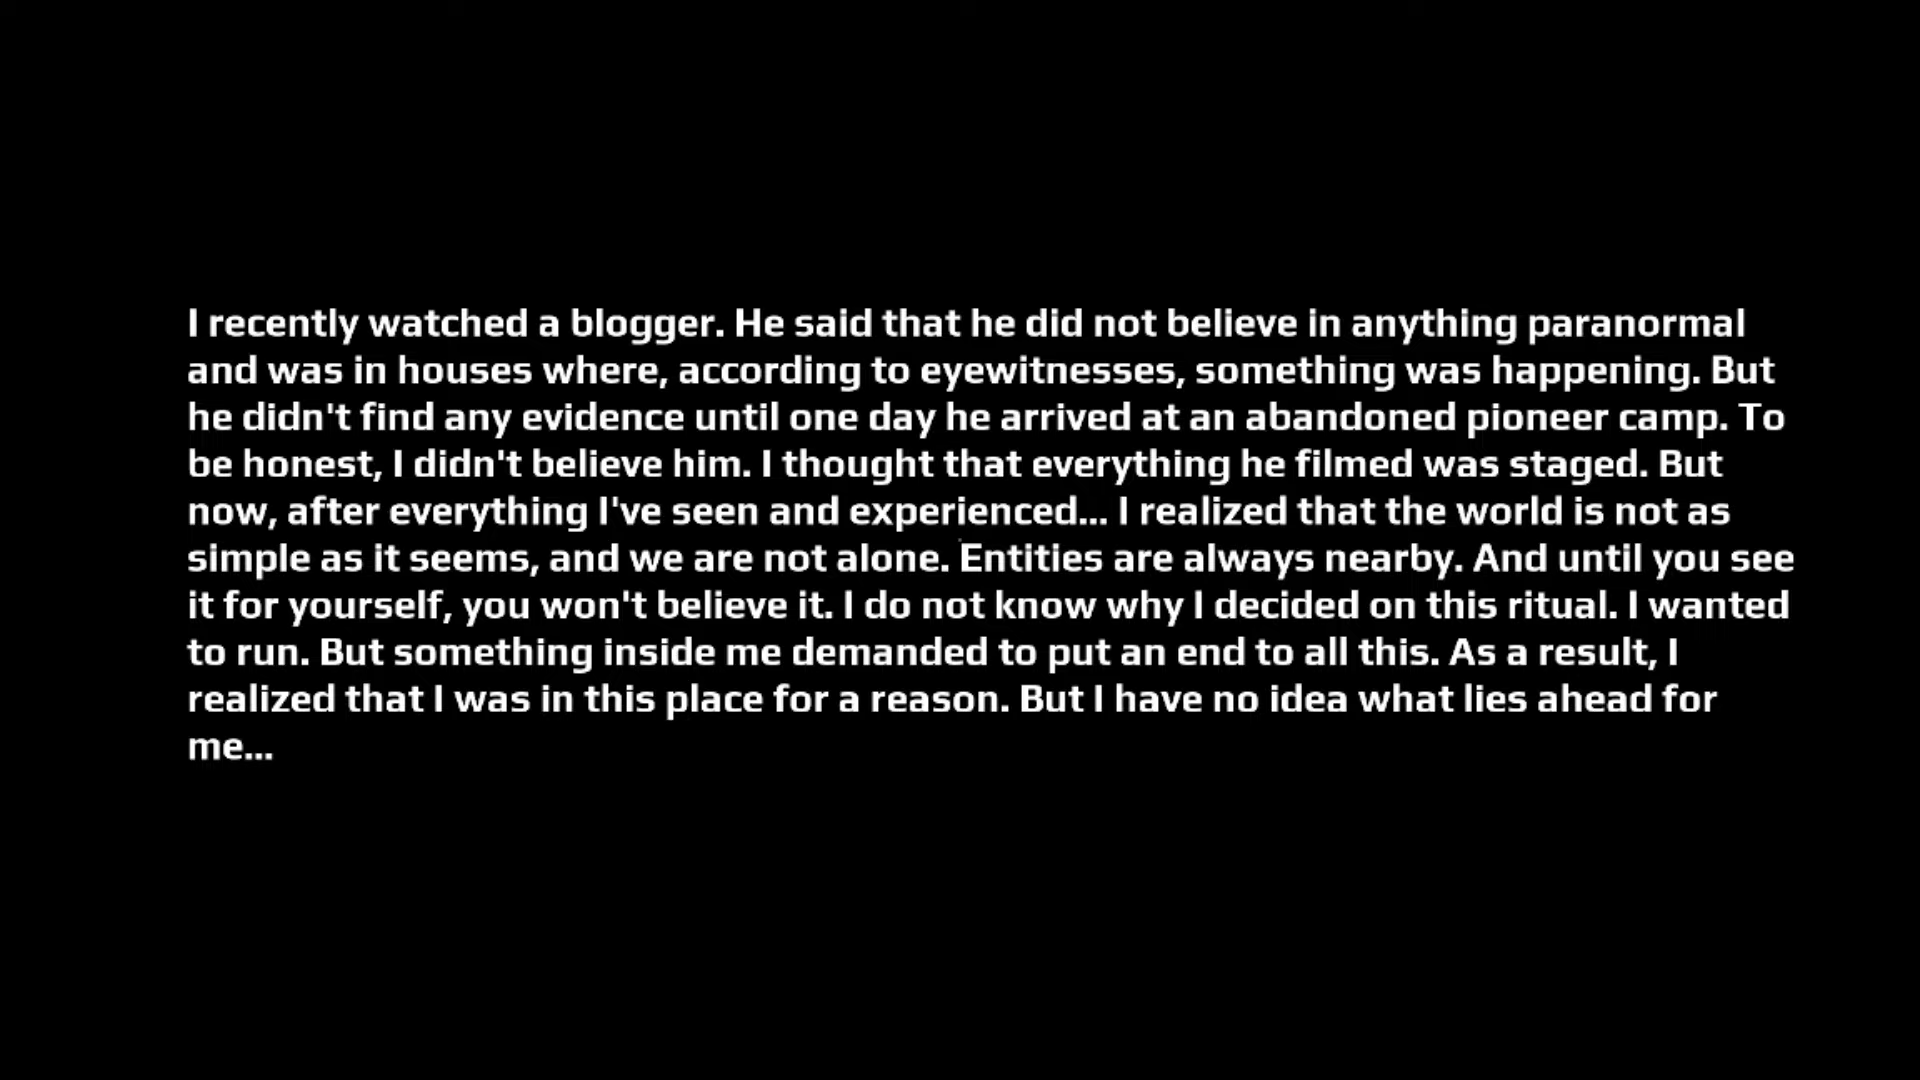 I recently watched a blogger. He said that he did not believe in anything paranormal
and was in houses where, according to eyewitnesses, something was happening. But
he didn't find any evidence until one day he arrived at an abandoned pioneer camp. To
be honest, I didn't believe him. I thought that everything he filmed was staged. But
now, after everything I've seen and experienced... I realized that the world is not as
simple as it seems, and we are not alone. Entities are always nearby. And until you see
it for yourself, you won't believe it. I do not know why I decided on this ritual. I wanted
to run. But something inside me demanded to put an end to all this. As a result, I
realized that I was in this place for a reason. But I have no idea what lies ahead for
me...